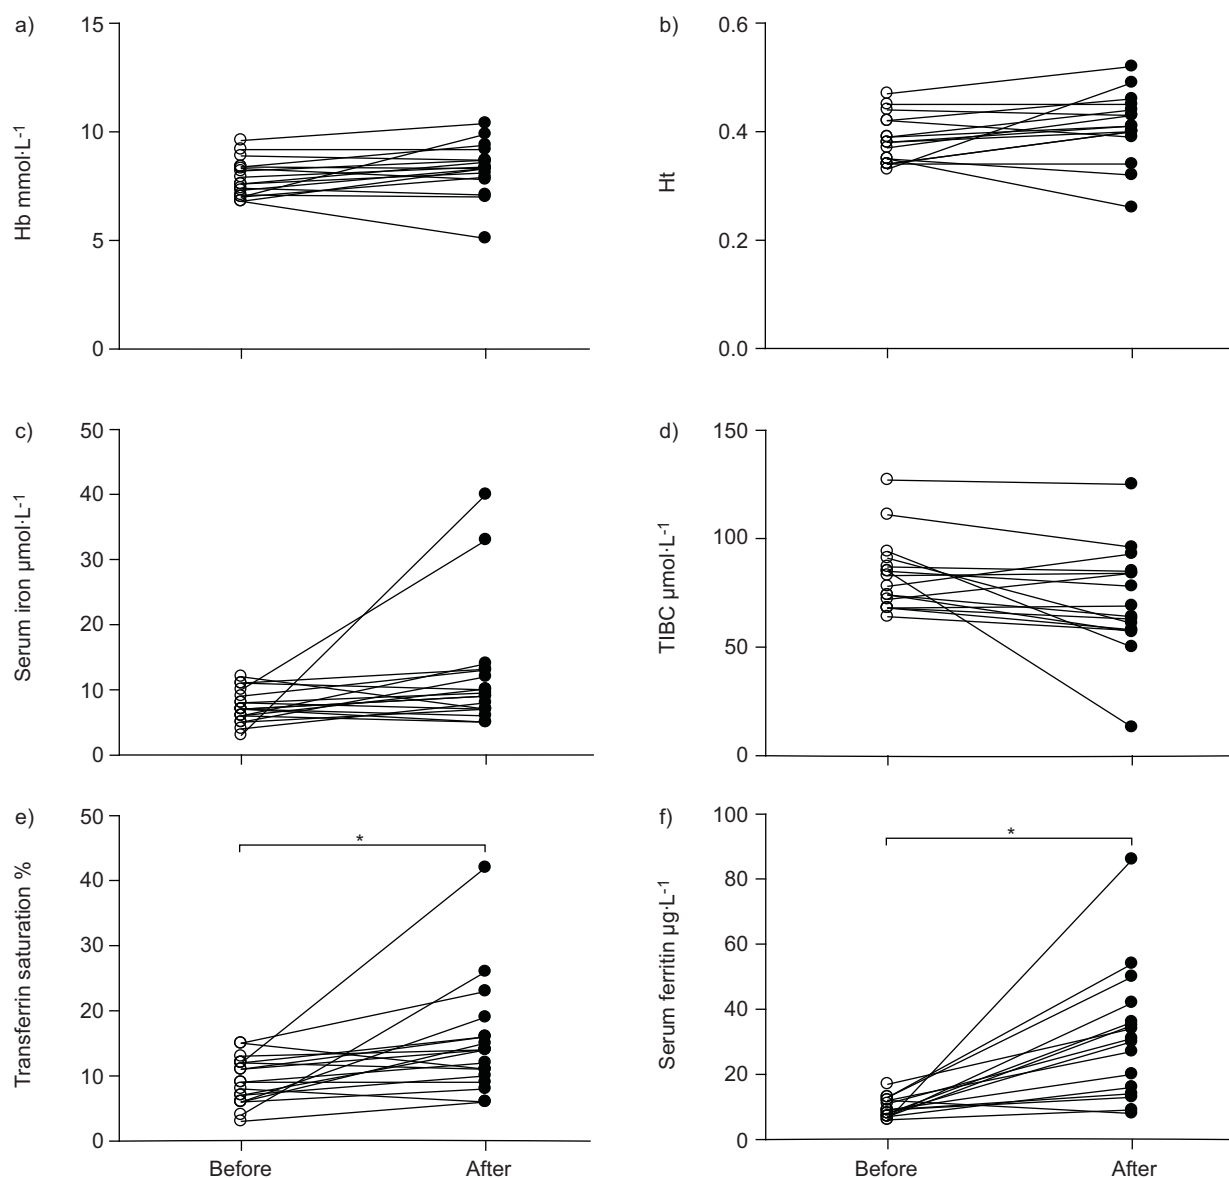 a)
15
10
5
0
Hb mmol·L-1
b)
0.6
0.4
0.2
0.0
Ht
c)
50
40
30
20
10
0
Serum iron µmol·L-1
d)
150
100
50
0
TIBC µmol·L-1
e)
50
40
30
20
10
0
Transferrin saturation %
*
Before After
f)
100
80
60
40
20
0
Serum ferritin µg·L-1
*
Before After